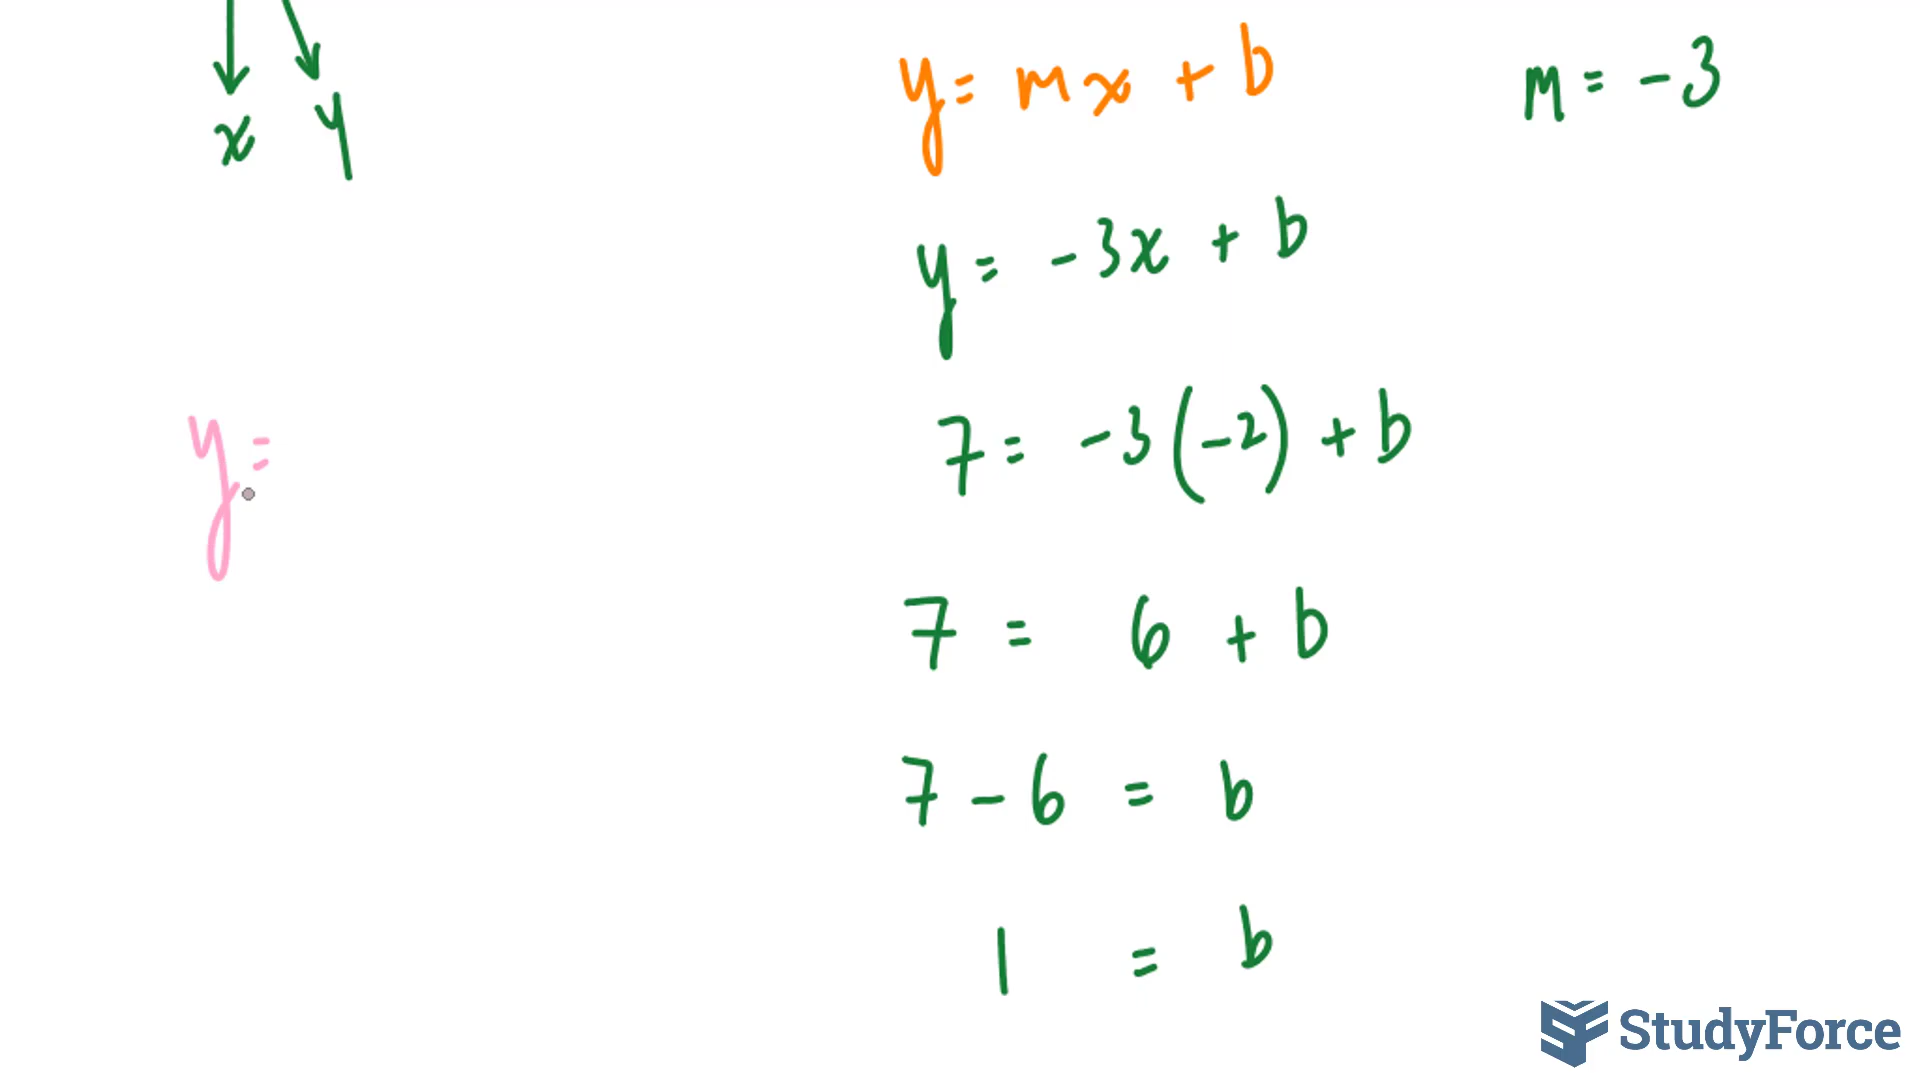 x y
y = mx + b
m = -3
y = -3x + b
7 = -3(-2) + b
y =
7 = 6 + b
7 - 6 = b
1 = b
StudyForce